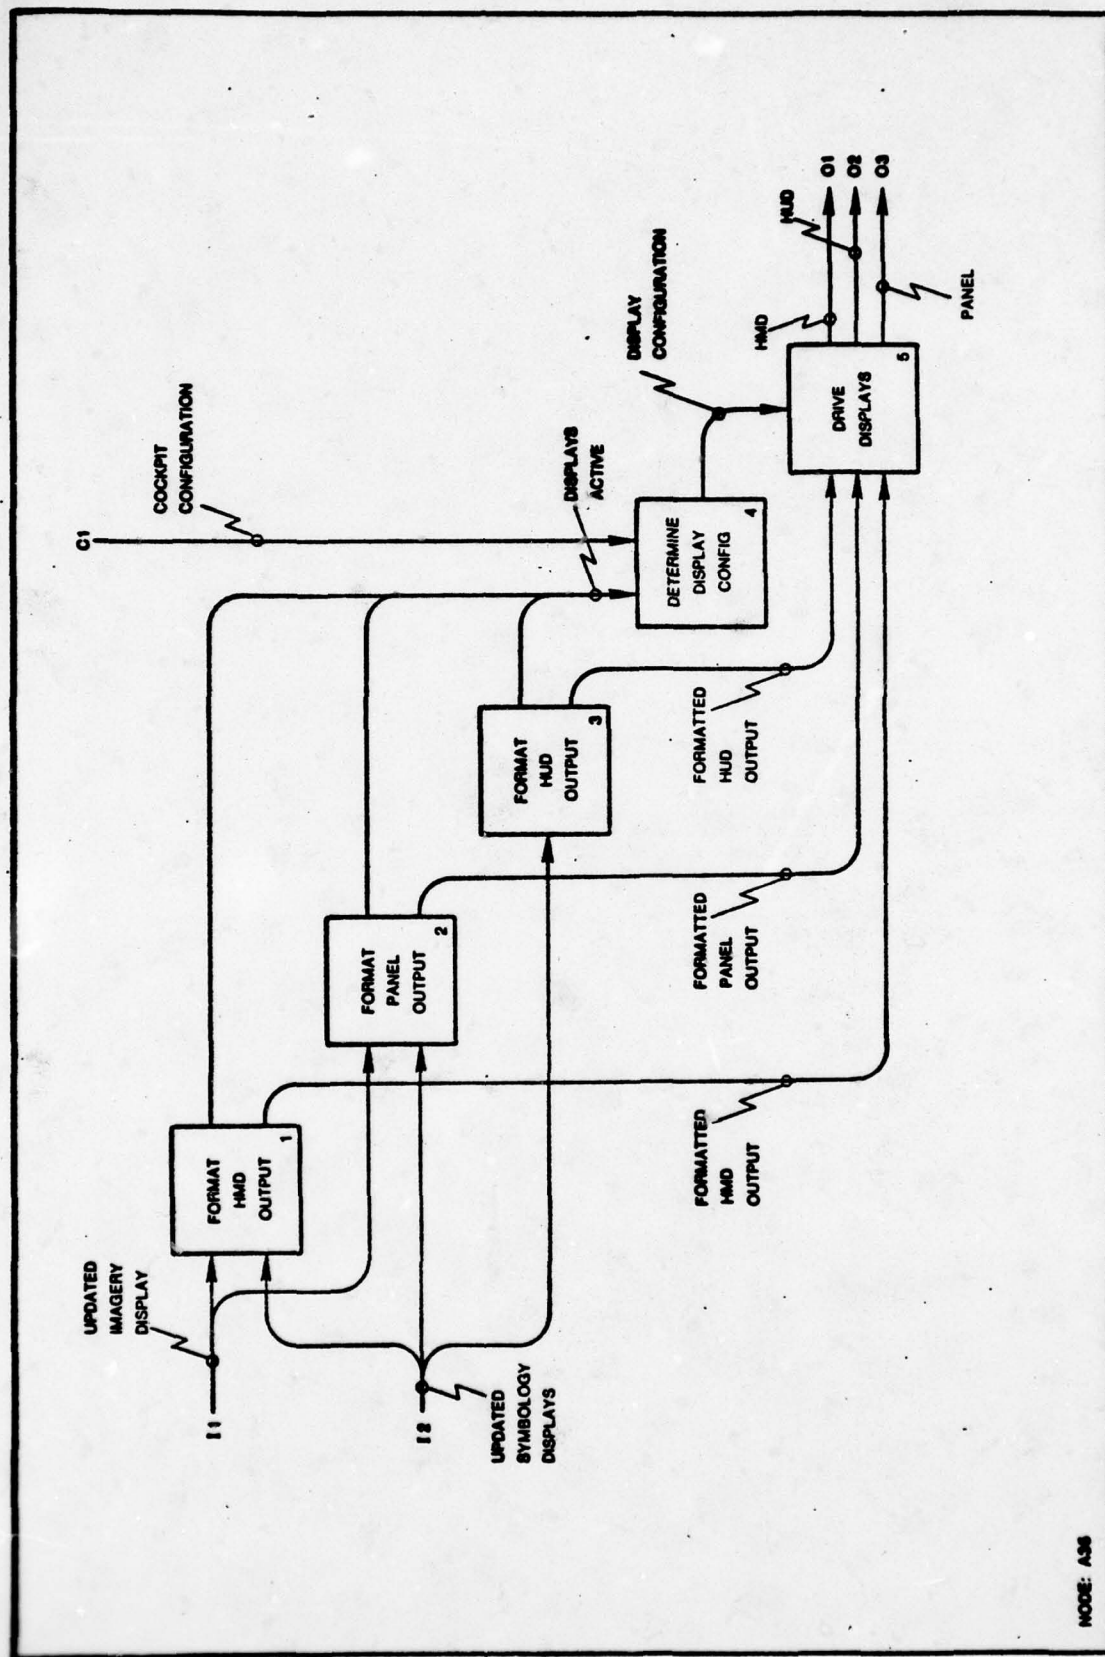 C1
COCKPIT
CONFIGURATION
UPDATED
IMAGERY
DISPLAY
I1
FORMAT
HMD
OUTPUT
1
I2
UPDATED
SYMBOLOGY
DISPLAYS
FORMAT
PANEL
OUTPUT
2
FORMAT
HUD
OUTPUT
3
DISPLAYS
ACTIVE
DETERMINE
DISPLAY
CONFIG
4
DISPLAY
CONFIGURATION
HMD
HUD
O1
O2
O3
PANEL
DRIVE
DISPLAYS
5
FORMATTED
HMD
OUTPUT
FORMATTED
PANEL
OUTPUT
FORMATTED
HUD
OUTPUT
NODE: A36